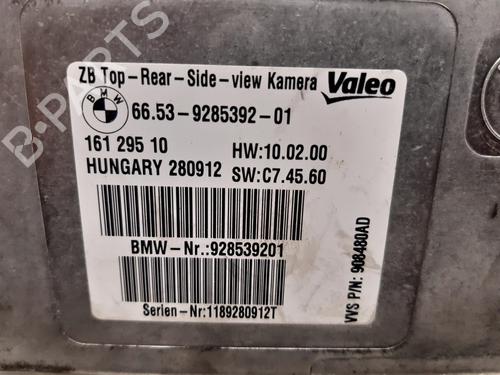 ZB Top-Rear-Side-view Kamera Valeo
BMW 66.53-9285392-01
161 295 10 HW:10.02.00
HUNGARY 280912 SW:C7.45.60
BMW-Nr.:928539201
Serien-Nr:1189280912T
VVS P/N: 908480AD
B-PARTS